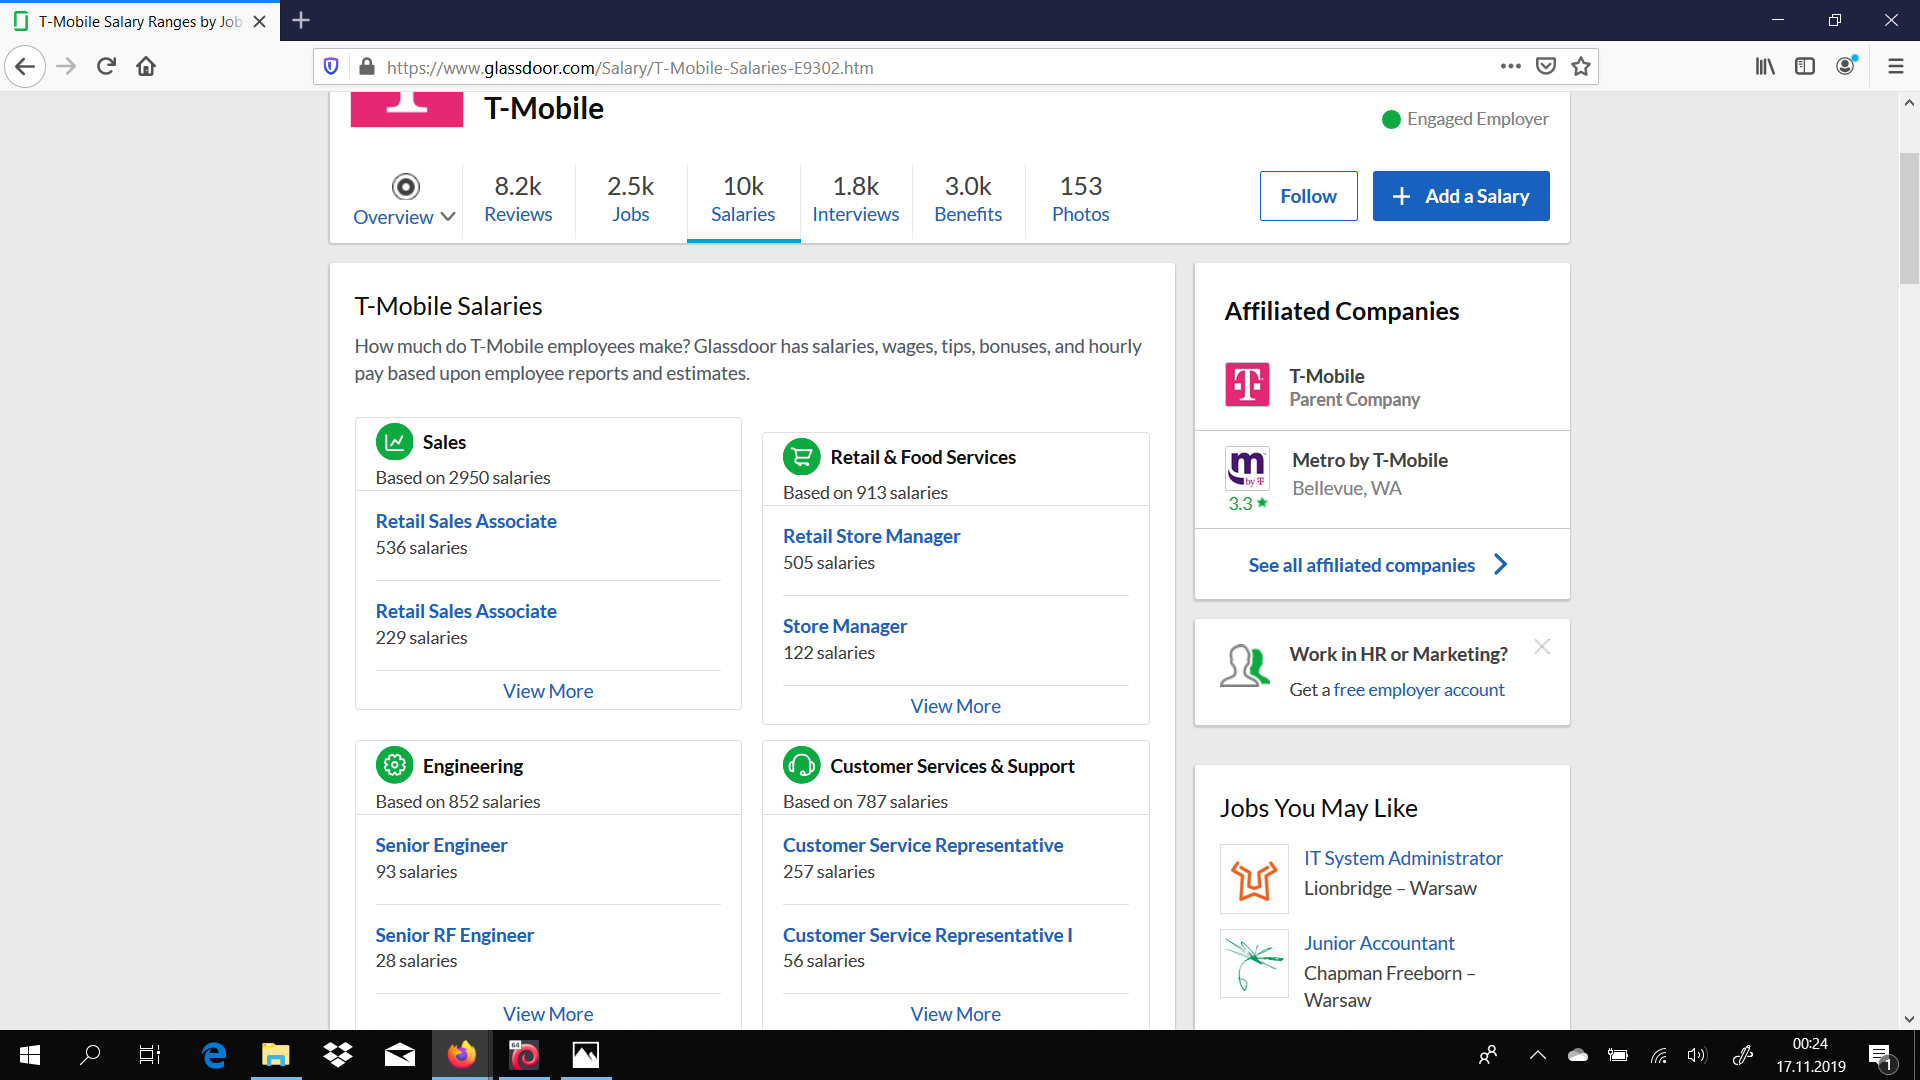 T-Mobile Salary Ranges by Job
https://www.glassdoor.com/Salary/T-Mobile-Salaries-E9302.htm
T-Mobile
Engaged Employer
Overview
8.2k
Reviews
2.5k
Jobs
10k
Salaries
1.8k
Interviews
3.0k
Benefits
153
Photos
Follow
Add a Salary
T-Mobile Salaries
How much do T-Mobile employees make? Glassdoor has salaries, wages, tips, bonuses, and hourly
pay based upon employee reports and estimates.
Sales
Based on 2950 salaries
Retail Sales Associate
536 salaries
Retail Sales Associate
229 salaries
View More
Retail & Food Services
Based on 913 salaries
Retail Store Manager
505 salaries
Store Manager
122 salaries
View More
Engineering
Based on 852 salaries
Senior Engineer
93 salaries
Senior RF Engineer
28 salaries
View More
Customer Services & Support
Based on 787 salaries
Customer Service Representative
257 salaries
Customer Service Representative I
56 salaries
View More
Affiliated Companies
T
T-Mobile
Parent Company
m
by T
3.3
Metro by T-Mobile
Bellevue, WA
See all affiliated companies
Work in HR or Marketing?
Get a free employer account
Jobs You May Like
IT System Administrator
Lionbridge – Warsaw
Junior Accountant
Chapman Freeborn –
Warsaw
64
00:24
17.11.2019
1